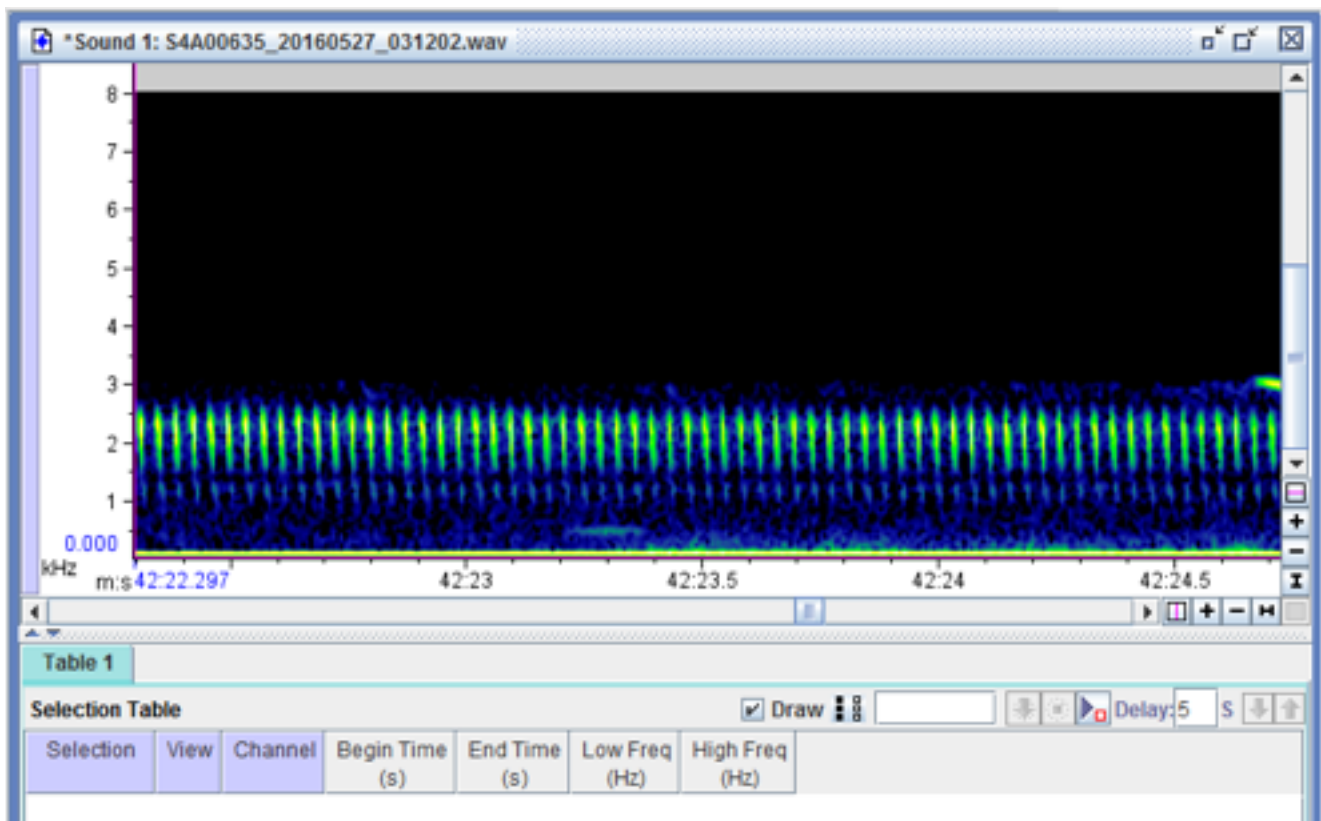 *Sound 1: S4A00635_20160527_031202.wav
8
7
6
5
4
3
2
1
0.000
kHz
m:s 42:22.297 42:23 42:23.5 42:24 42:24.5
Table 1
Selection Table Draw Delay: 5 S
Selection View Channel Begin Time (s) End Time (s) Low Freq (Hz) High Freq (Hz)